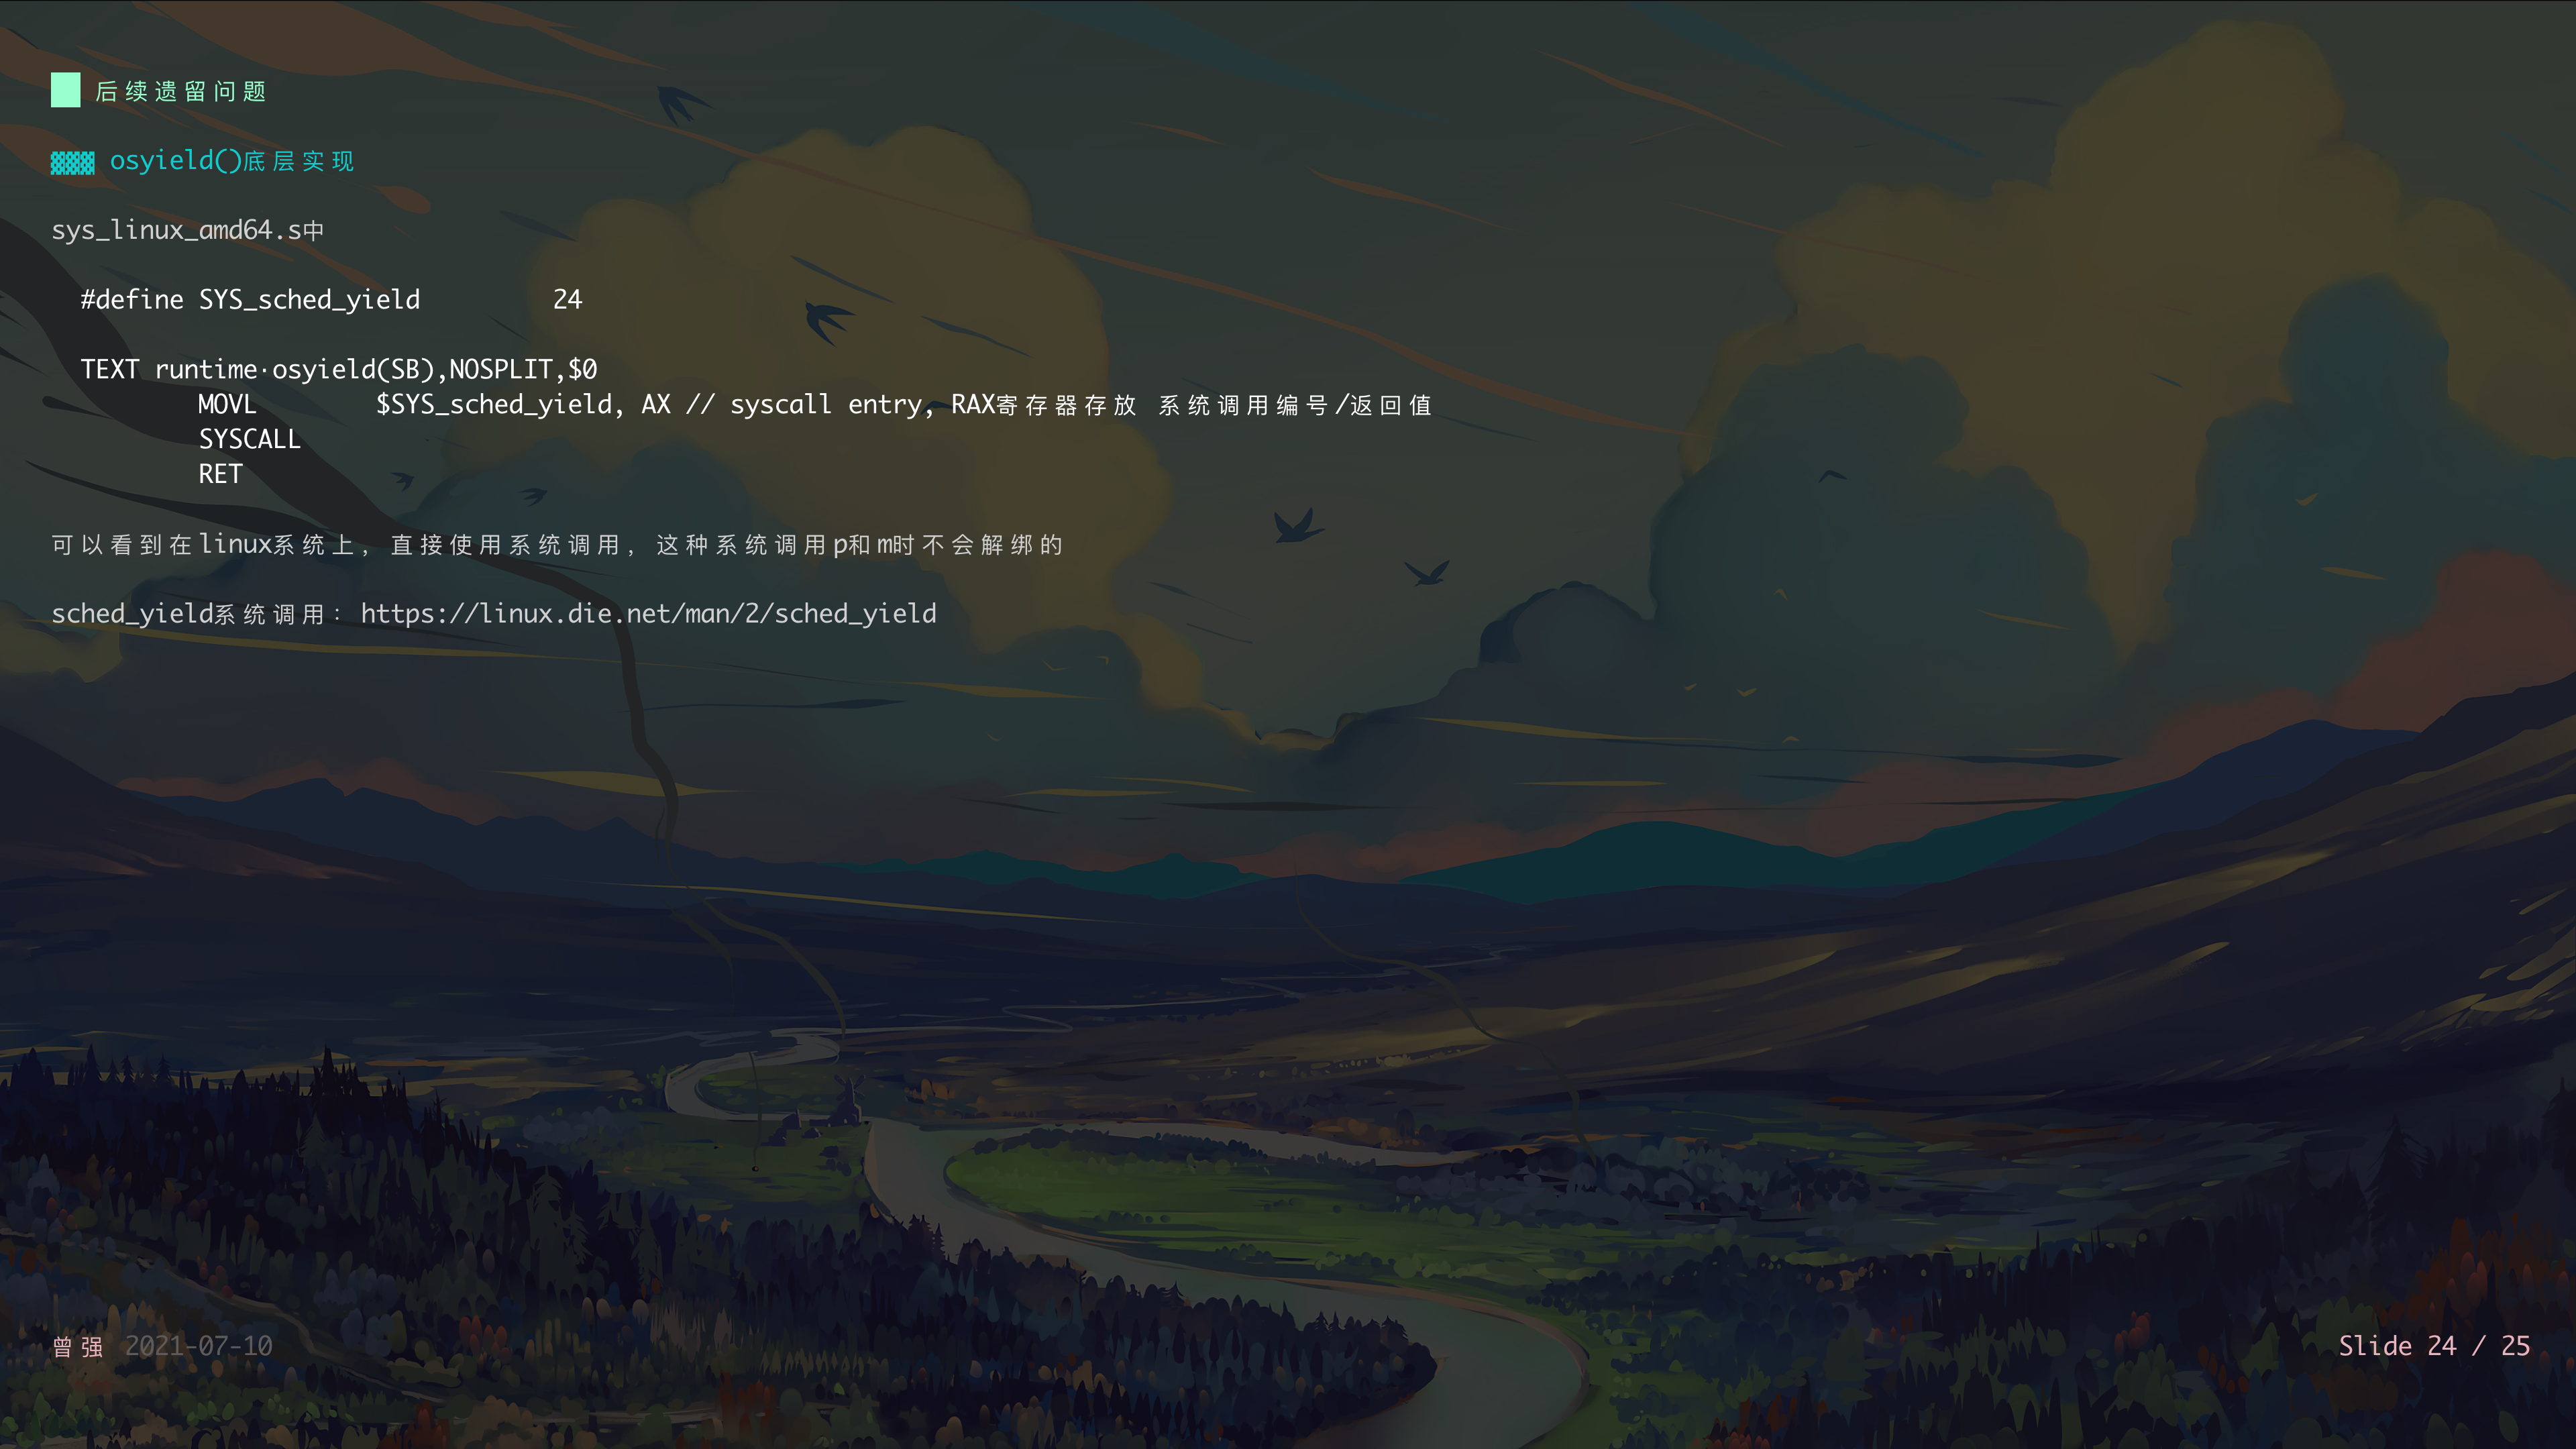 后续遗留问题
▓▓▓ osyield()底层实现
sys_linux_amd64.s中
#define SYS_sched_yield         24
TEXT runtime·osyield(SB),NOSPLIT,$0
        MOVL        $SYS_sched_yield, AX // syscall entry, RAX寄存器存放 系统调用编号/返回值
        SYSCALL
        RET
可以看到在linux系统上，直接使用系统调用，这种系统调用p和m时不会解绑的
sched_yield系统调用：https://linux.die.net/man/2/sched_yield
曾强 2021-07-10
Slide 24 / 25